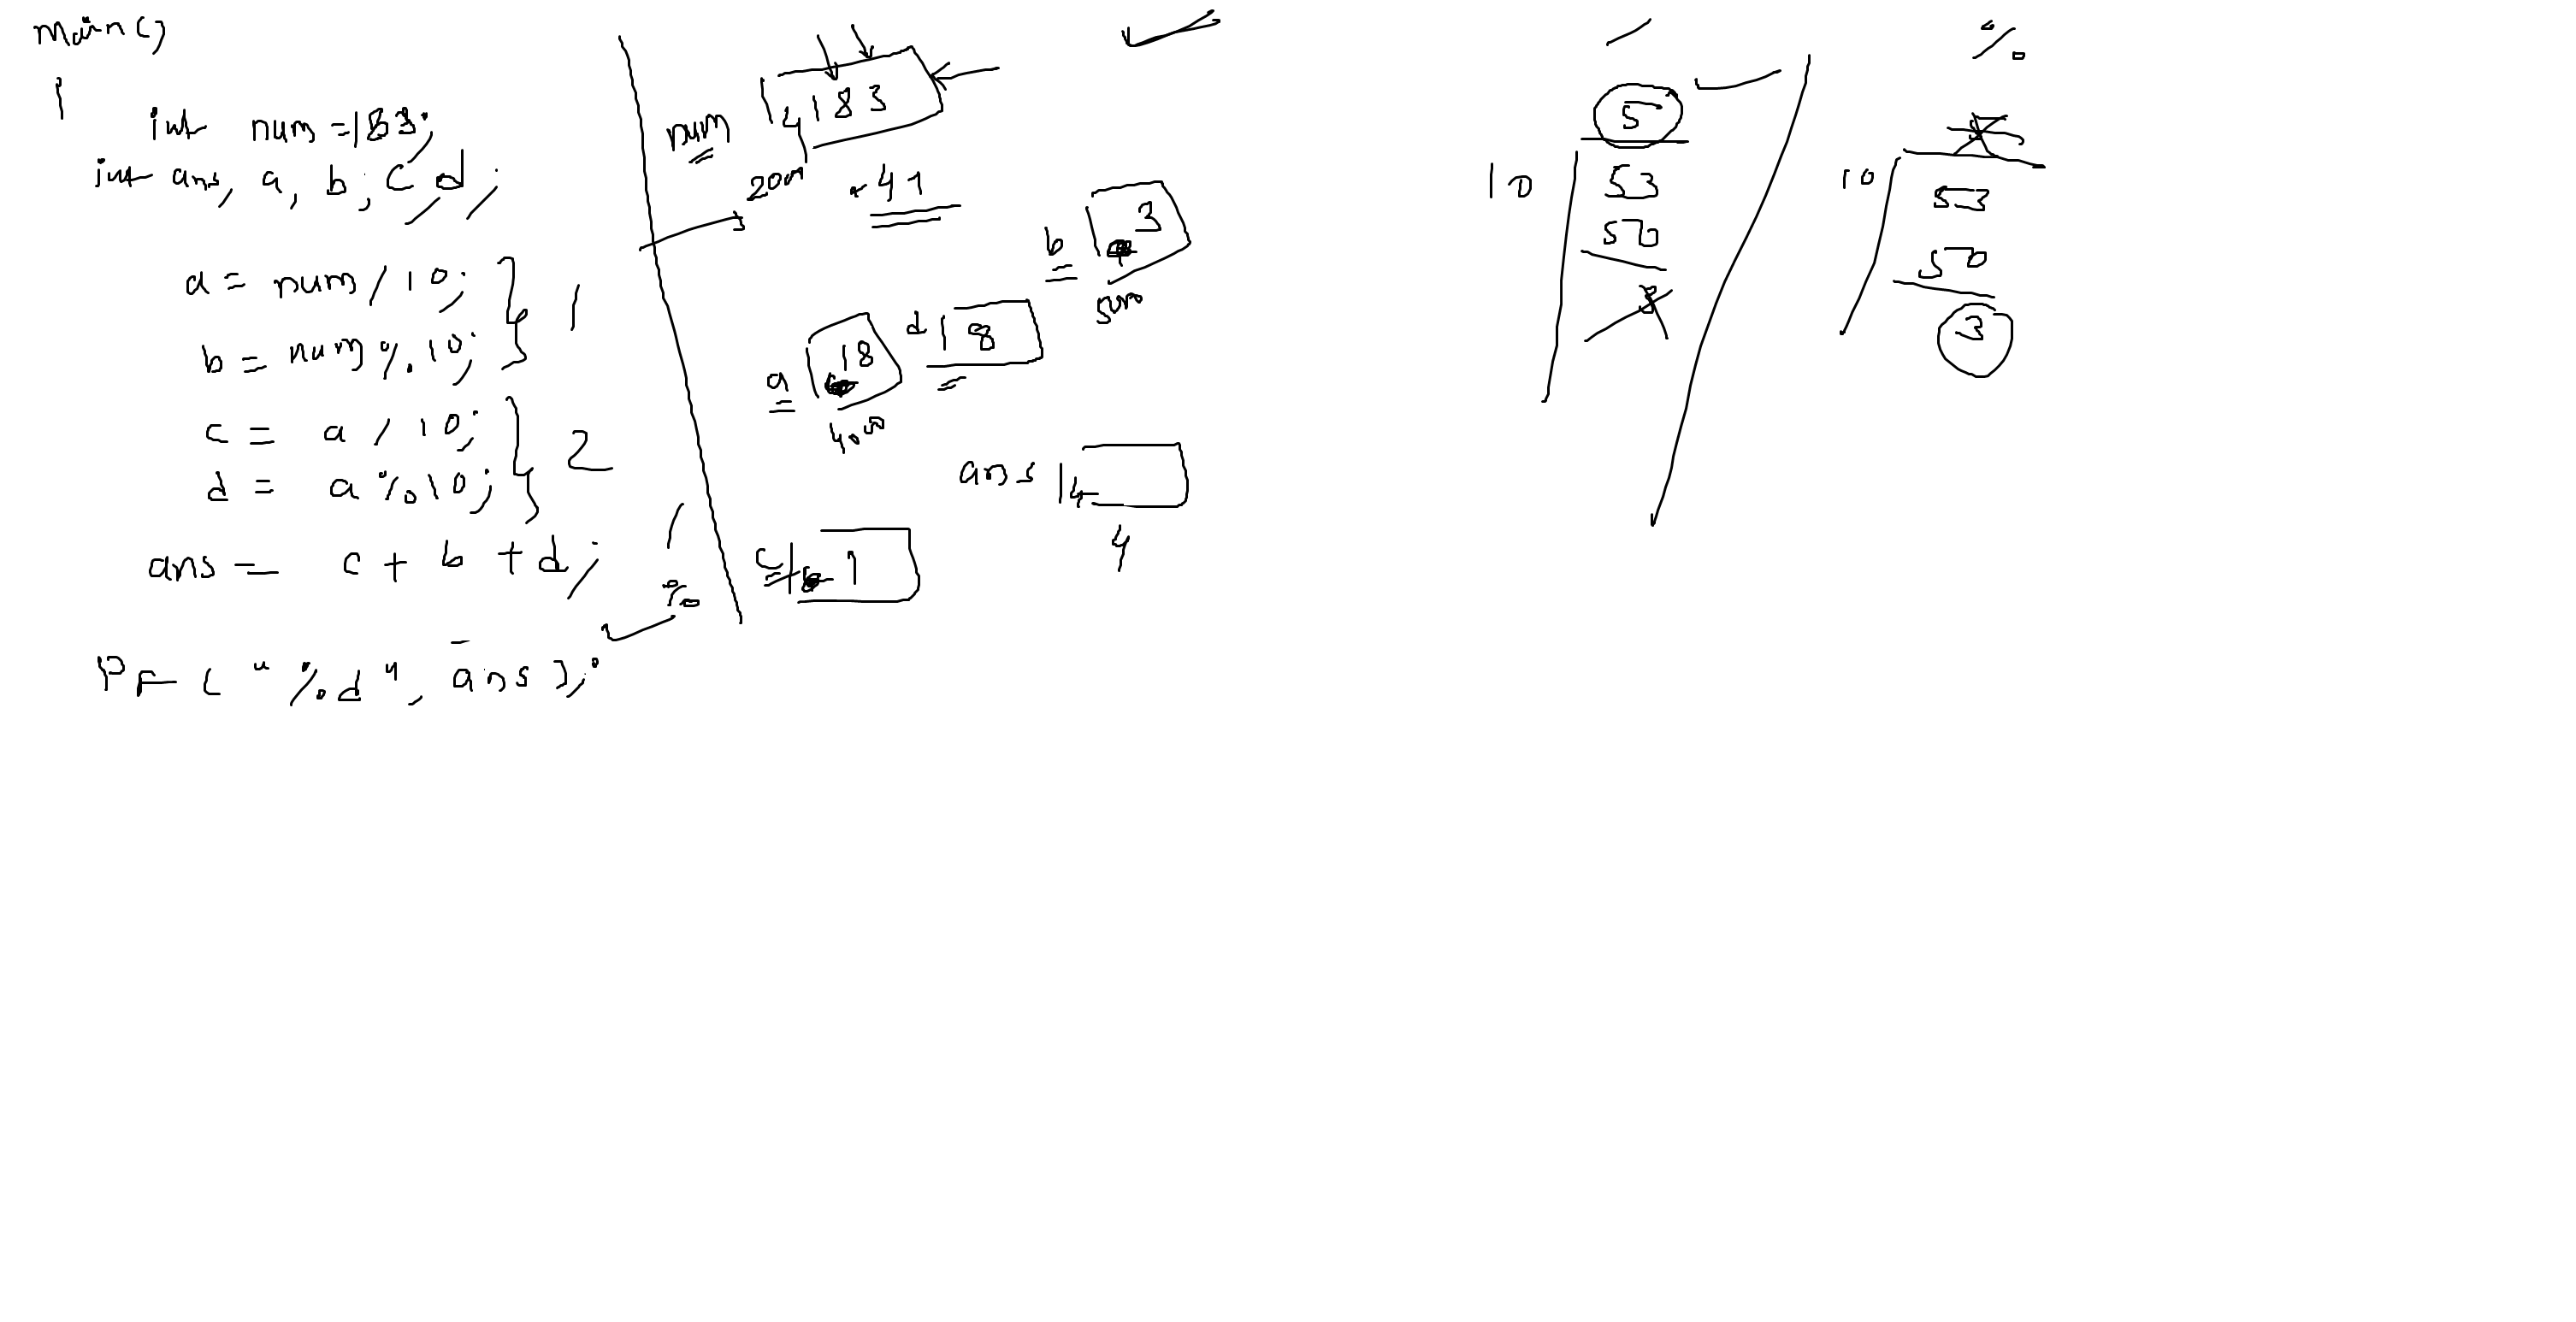 main()
{
int num = 183;
int ans, a, b, c, d;
a = num / 10; } 1
b = num % 10;
c = a / 10; } 2
d = a % 10;
ans = c + b + d;
/
%
PF ( " %d ", ans );
num 183
4
2000
41
b 3
5000
a 18
4000
d 8
ans
4
4
c 1
/
5
10 53
50
3
%
5
10 53
50
3